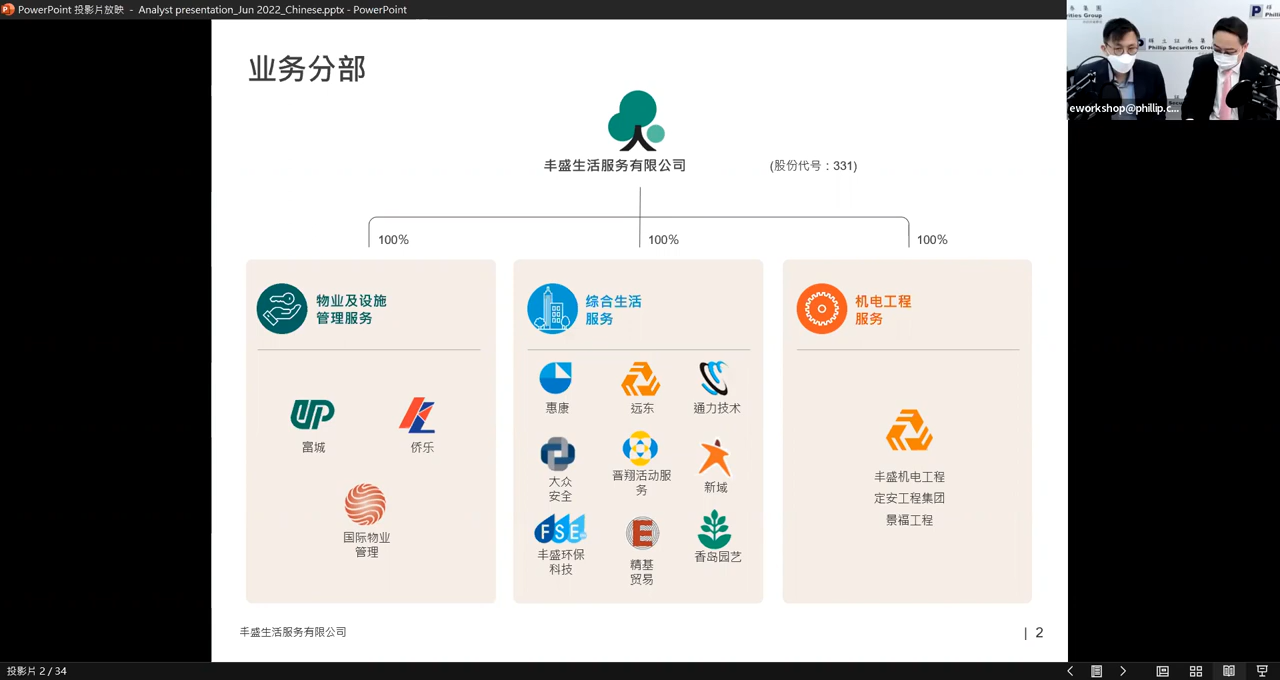 PowerPoint 投影片放映 - Analyst presentation_Jun 2022_Chinese.pptx - PowerPoint
业务分部
丰盛生活服务有限公司
(股份代号：331)
100%
100%
100%
物业及设施
管理服务
富城
侨乐
国际物业
管理
综合生活
服务
惠康
远东
通力技术
大众
安全
晋翔活动服
务
新域
FSE
丰盛环保
科技
精基
贸易
香岛园艺
机电工程
服务
丰盛机电工程
定安工程集团
景福工程
丰盛生活服务有限公司
| 2
投影片 2 / 34
Phillip Securities Grou
eworkshop@phillip.c...